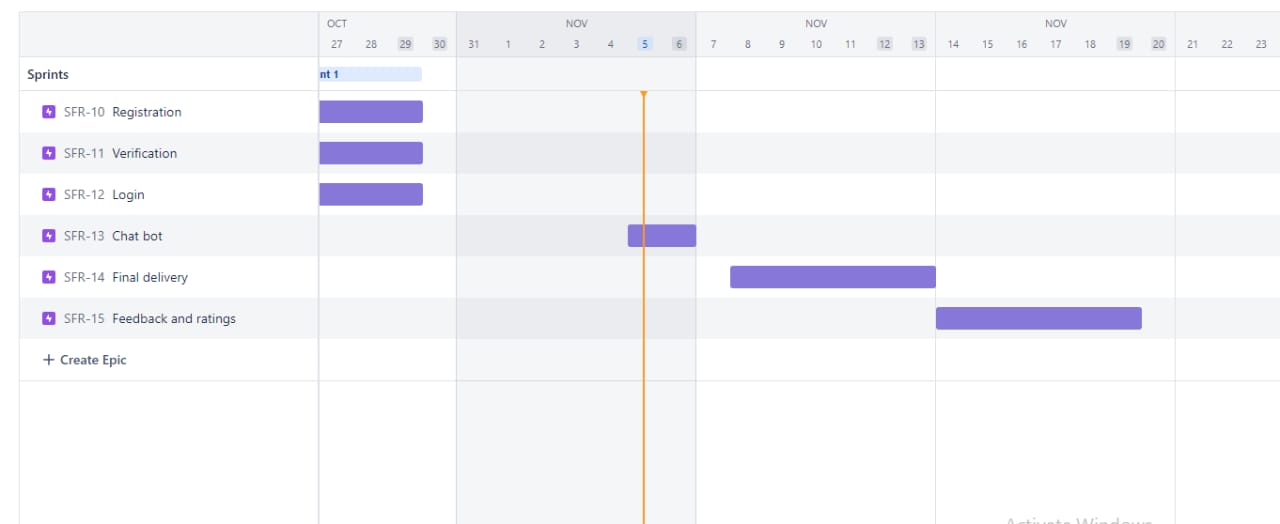 OCT NOV NOV NOV
27 28 29 30 31 1 2 3 4 5 6 7 8 9 10 11 12 13 14 15 16 17 18 19 20 21 22 23
Sprints nt 1
SFR-10 Registration
SFR-11 Verification
SFR-12 Login
SFR-13 Chat bot
SFR-14 Final delivery
SFR-15 Feedback and ratings
+ Create Epic
Activate Windows